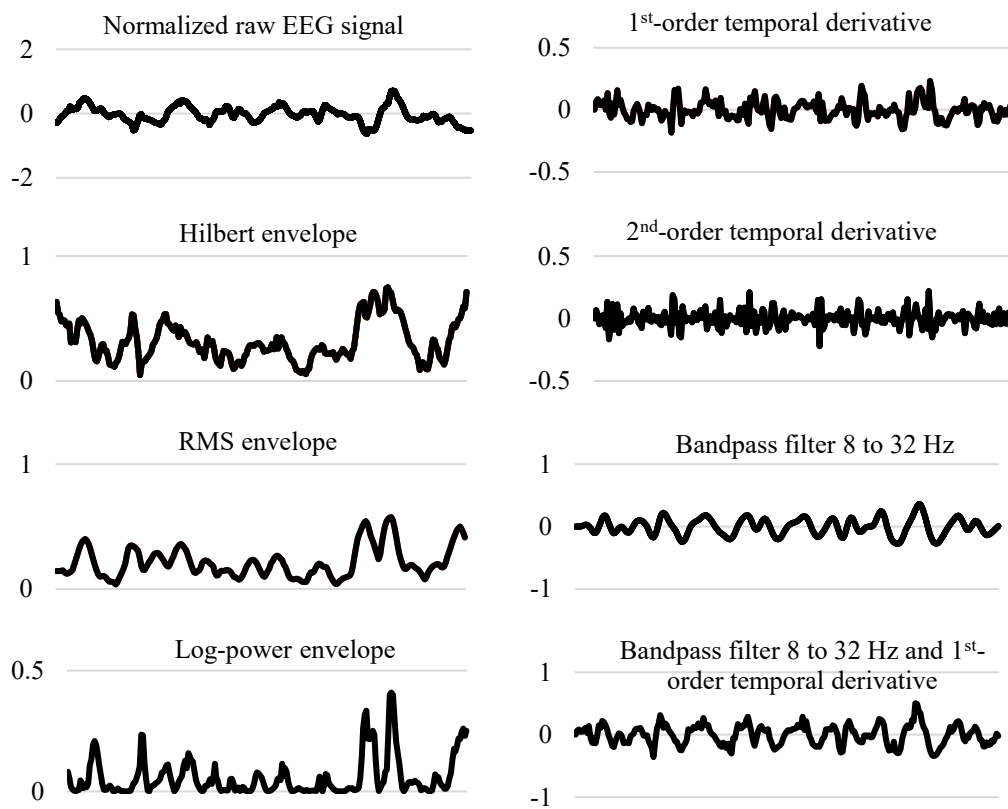 Normalized raw EEG signal
2
0
-2
Hilbert envelope
1
0
RMS envelope
1
0
Log-power envelope
0.5
0
1st-order temporal derivative
0.5
0
-0.5
2nd-order temporal derivative
0.5
0
-0.5
Bandpass filter 8 to 32 Hz
1
0
-1
Bandpass filter 8 to 32 Hz and 1st-
order temporal derivative
1
0
-1